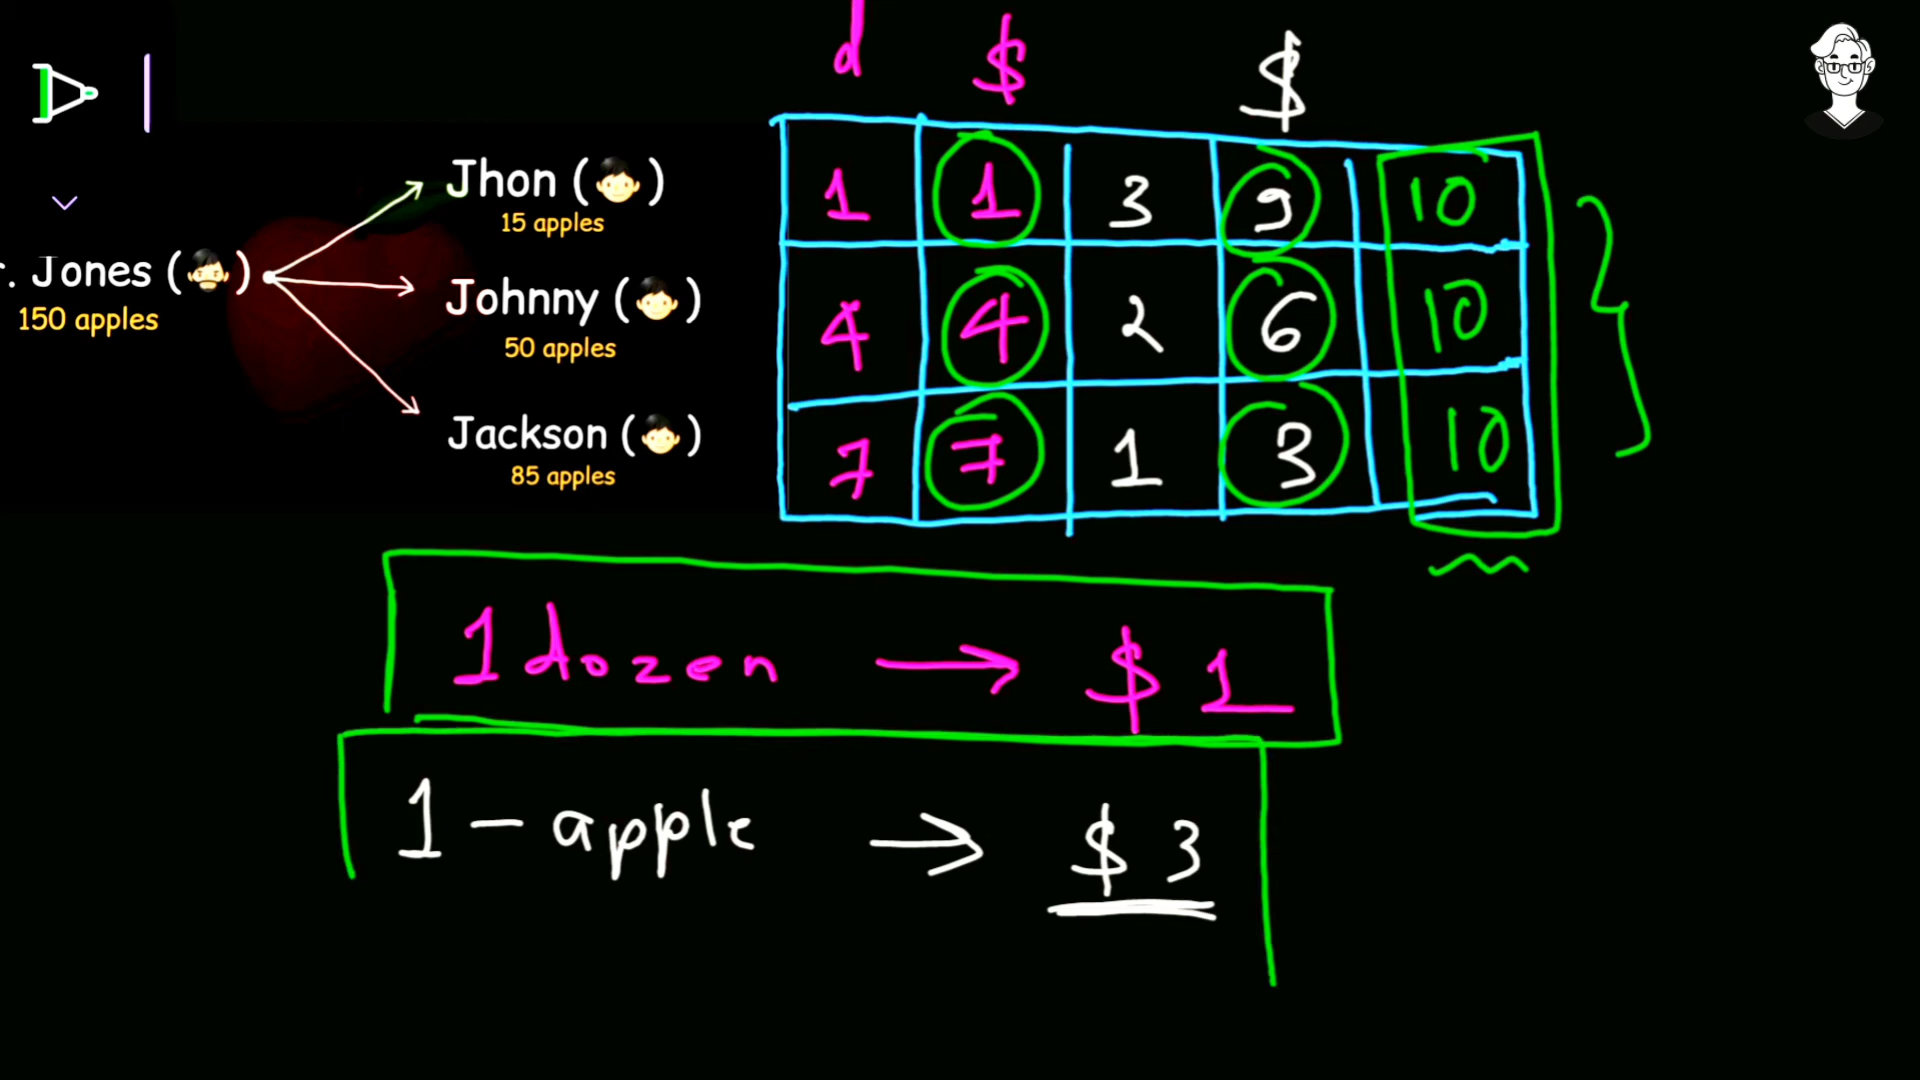 d $ $
Jhon ( )
15 apples
r. Jones ( )
150 apples
Johnny ( )
50 apples
Jackson ( )
85 apples
1 1 3 9 10
4 4 2 6 10
7 7 1 3 10
1 dozen → $ 1
1 - apple → $ 3